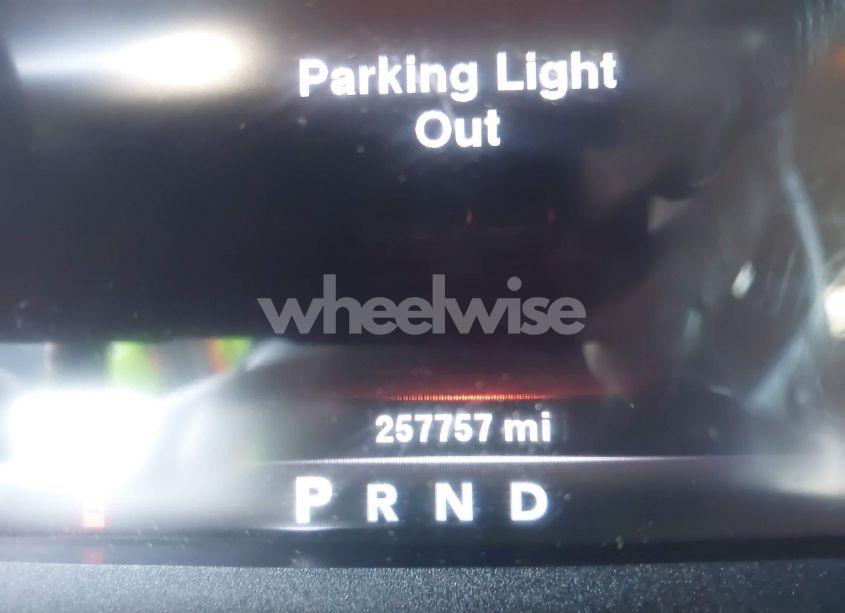 Parking Light
Out
wheelwise
257757 mi
P R N D